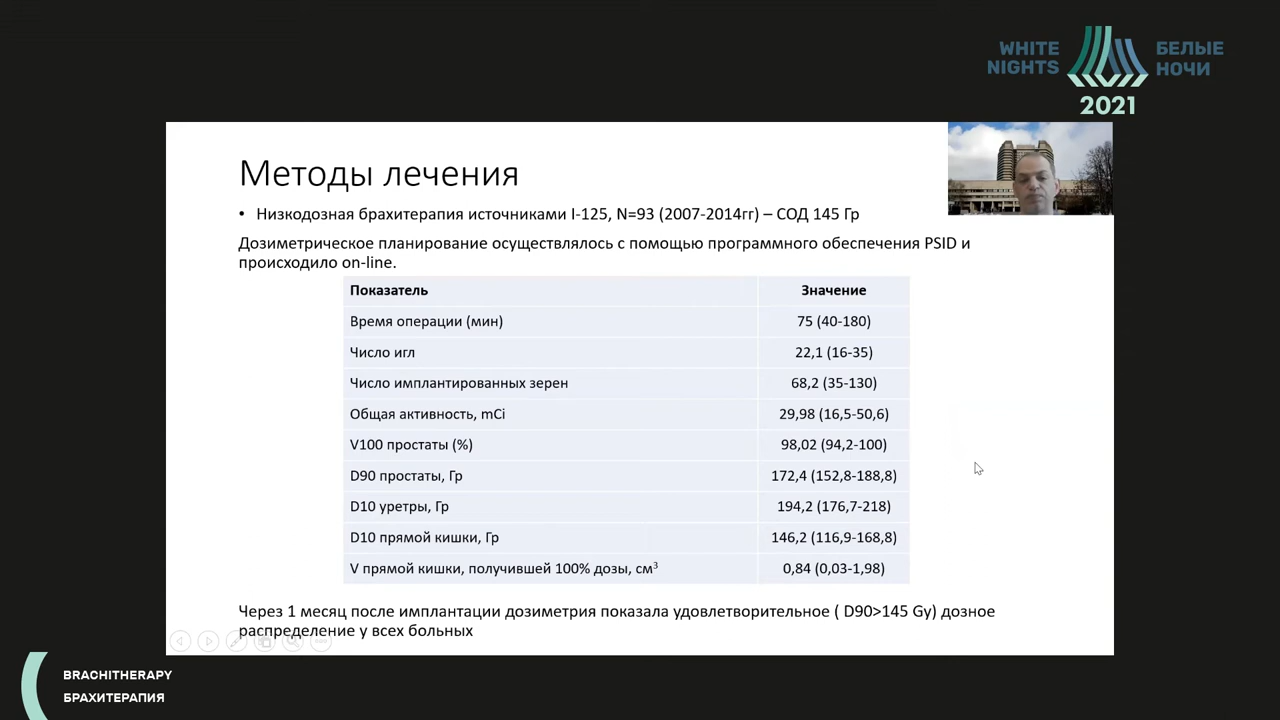 WHITE
NIGHTS
БЕЛЫЕ
НОЧИ
2021
Методы лечения
• Низкодозная брахитерапия источниками I-125, N=93 (2007-2014гг) – СОД 145 Гр
Дозиметрическое планирование осуществлялось с помощью программного обеспечения PSID и
происходило on-line.
Показатель Значение
Время операции (мин) 75 (40-180)
Число игл 22,1 (16-35)
Число имплантированных зерен 68,2 (35-130)
Общая активность, mCi 29,98 (16,5-50,6)
V100 простаты (%) 98,02 (94,2-100)
D90 простаты, Гр 172,4 (152,8-188,8)
D10 уретры, Гр 194,2 (176,7-218)
D10 прямой кишки, Гр 146,2 (116,9-168,8)
V прямой кишки, получившей 100% дозы, см³ 0,84 (0,03-1,98)
Через 1 месяц после имплантации дозиметрия показала удовлетворительное ( D90>145 Gy) дозное
распределение у всех больных
BRACHITHERAPY
БРАХИТЕРАПИЯ